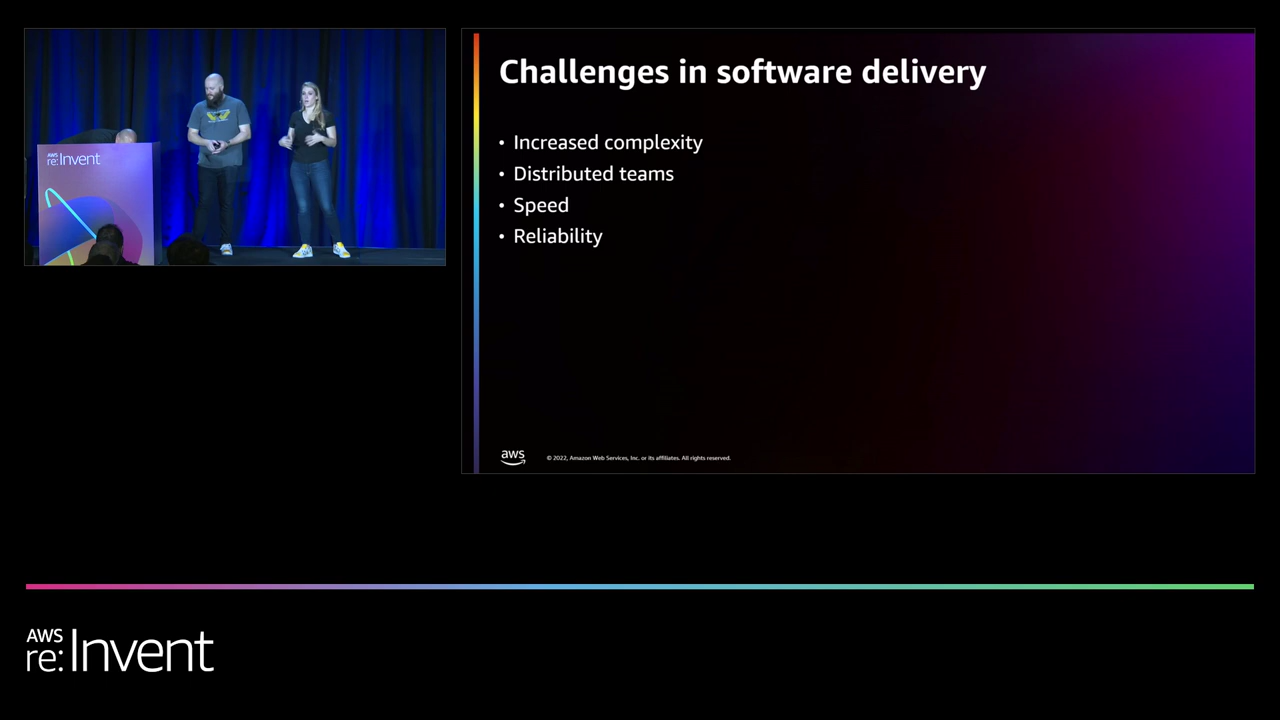 AWS
re:Invent
Challenges in software delivery
• Increased complexity
• Distributed teams
• Speed
• Reliability
aws
© 2022, Amazon Web Services, Inc. or its affiliates. All rights reserved.
AWS
re:Invent